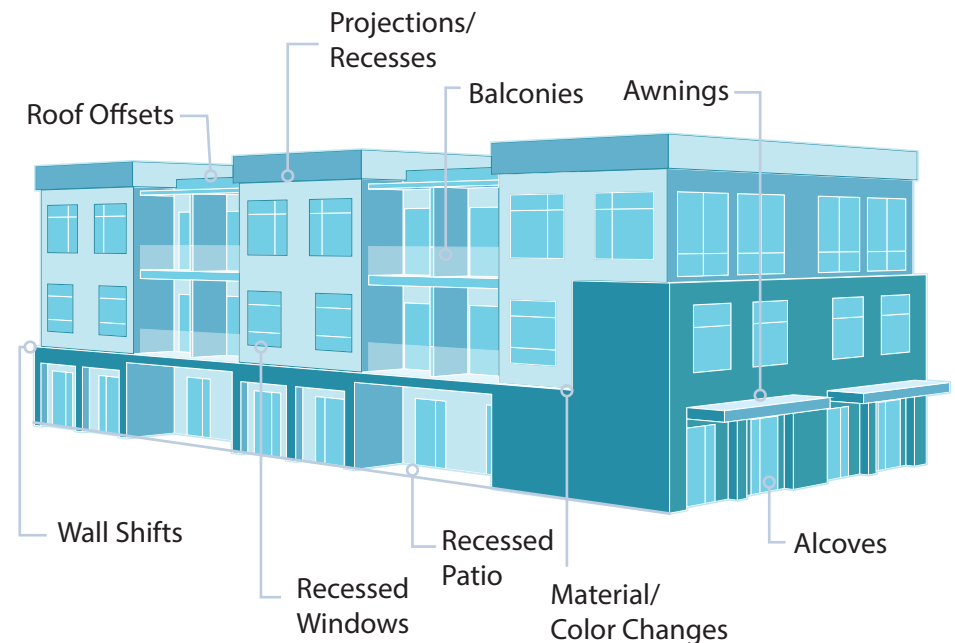 Projections/
Recesses
Balconies
Awnings
Roof Offsets
Wall Shifts
Recessed
Windows
Recessed
Patio
Material/
Color Changes
Alcoves